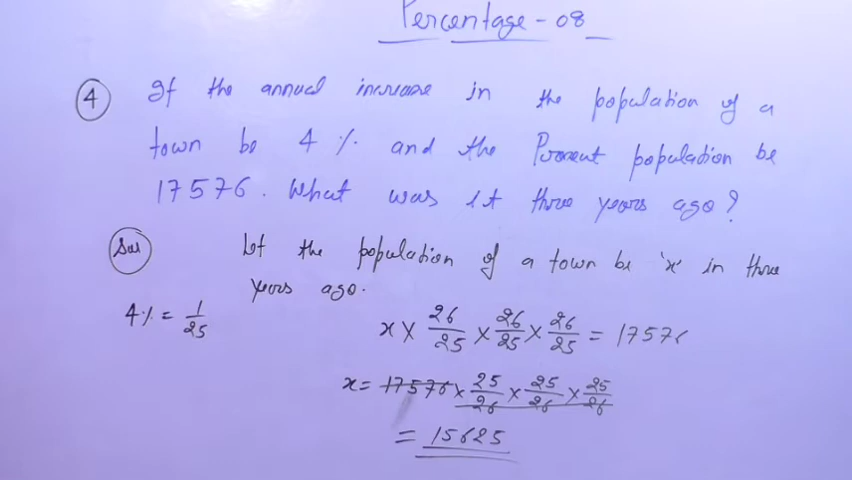 Percentage - 08
4 If the annual increase in the population of a
town be 4 % and the Present population be
17576. What was it three years ago?
Sol Let the population of a town be 'x' in three
years ago.
4% = 1/25
x × 26/25 × 26/25 × 26/25 = 17576
x = 17576 × 25/26 × 25/26 × 25/26
= 15625